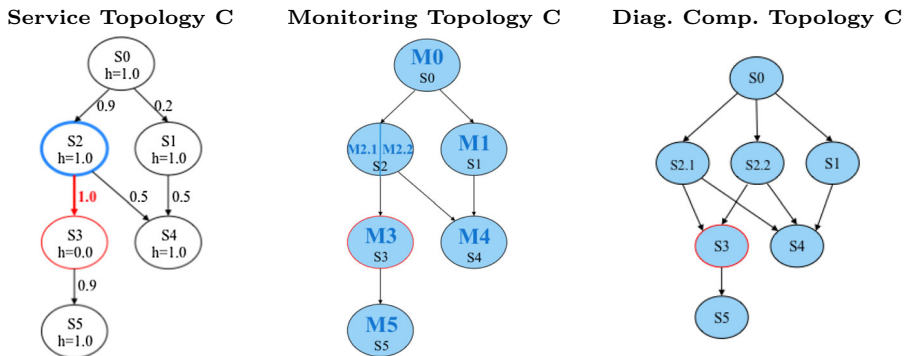 Service Topology C
S0
h=1.0
0.9
0.2
S2
h=1.0
S1
h=1.0
1.0
0.5
0.5
S3
h=0.0
S4
h=1.0
0.9
S5
h=1.0
Monitoring Topology C
M0
S0
M2.1 M2.2
S2
M1
S1
M3
S3
M4
S4
M5
S5
Diag. Comp. Topology C
S0
S2.1
S2.2
S1
S3
S4
S5